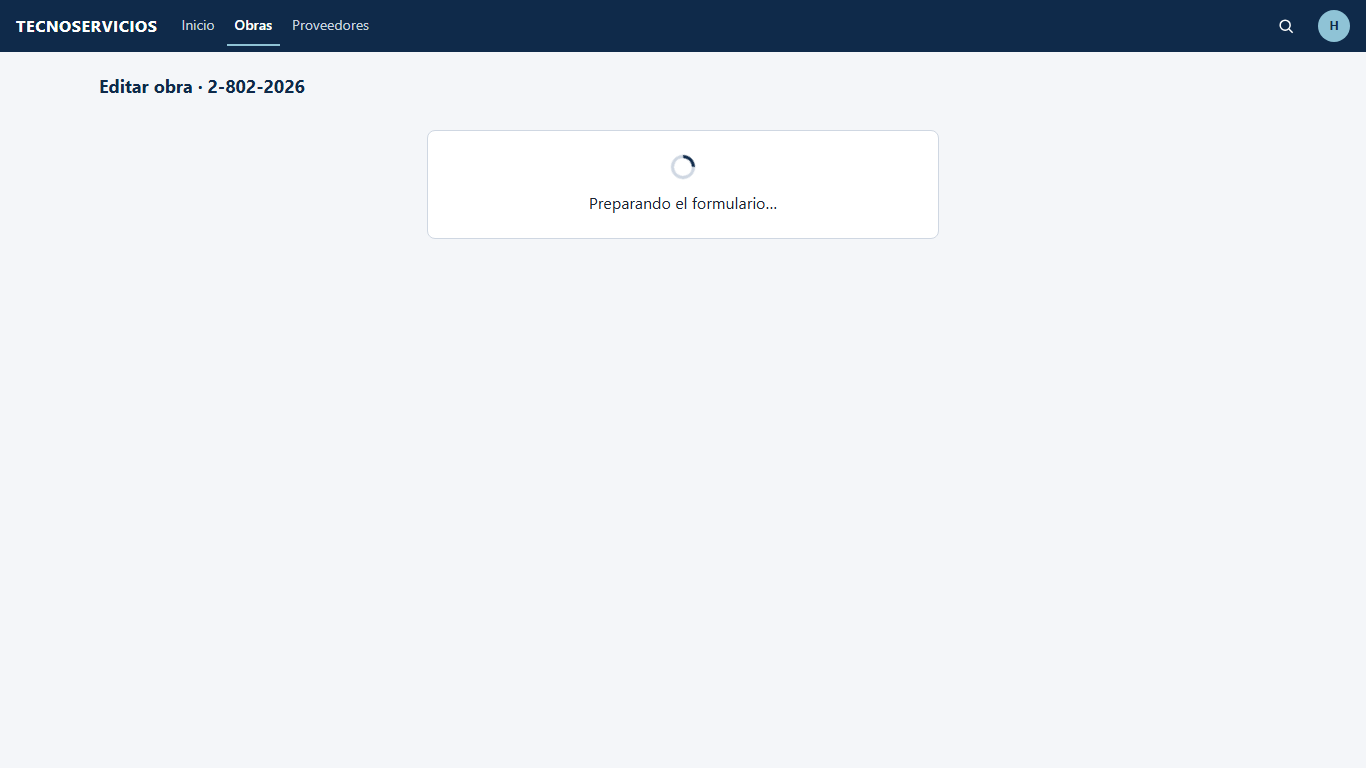 TECNOSERVICIOS Inicio Obras Proveedores H
Editar obra · 2-802-2026
Preparando el formulario...